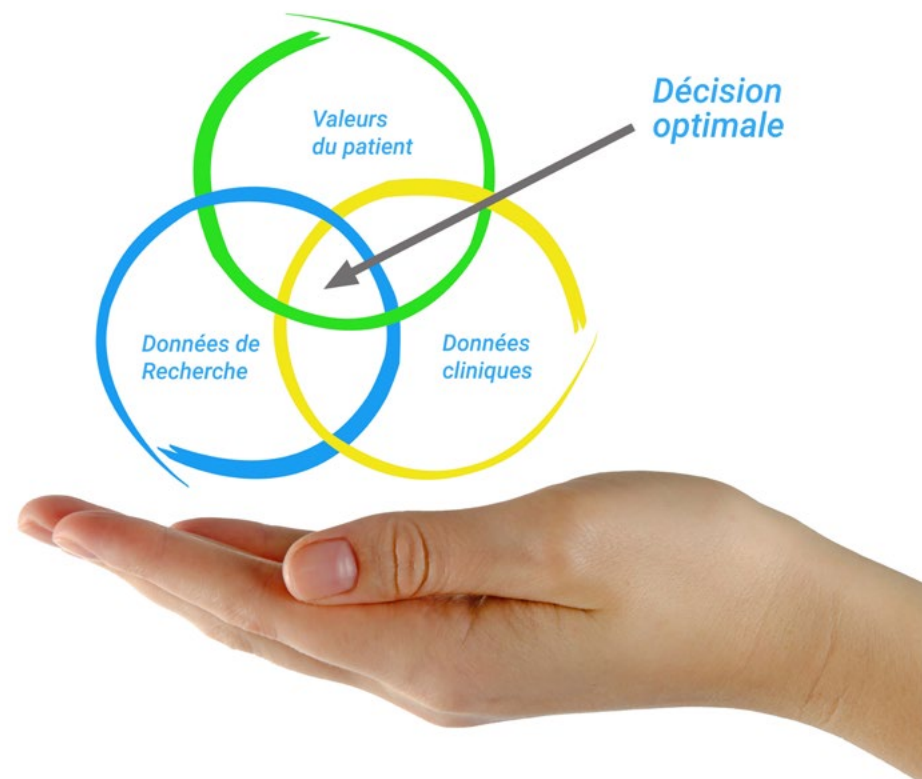 Valeurs
du patient
Décision
optimale
Données de
Recherche
Données
cliniques